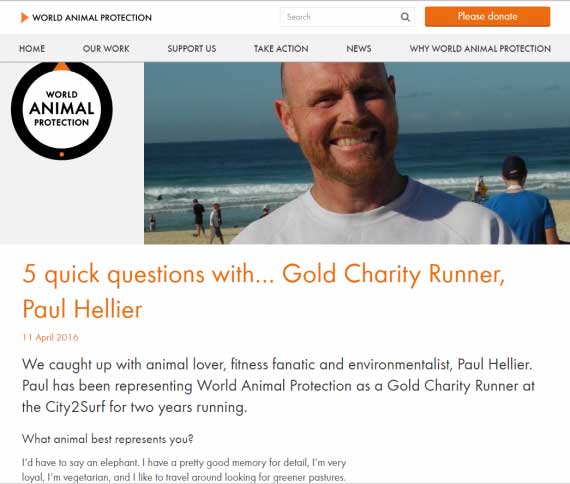 WORLD ANIMAL PROTECTION
Search
Please donate
HOME
OUR WORK
SUPPORT US
TAKE ACTION
NEWS
WHY WORLD ANIMAL PROTECTION
WORLD
ANIMAL
PROTECTION
5 quick questions with... Gold Charity Runner,
Paul Hellier
11 April 2016
We caught up with animal lover, fitness fanatic and environmentalist, Paul Hellier.
Paul has been representing World Animal Protection as a Gold Charity Runner at
the City2Surf for two years running.
What animal best represents you?
I'd have to say an elephant. I have a pretty good memory for detail, I'm very
loyal, I'm vegetarian, and I like to travel around looking for greener pastures.